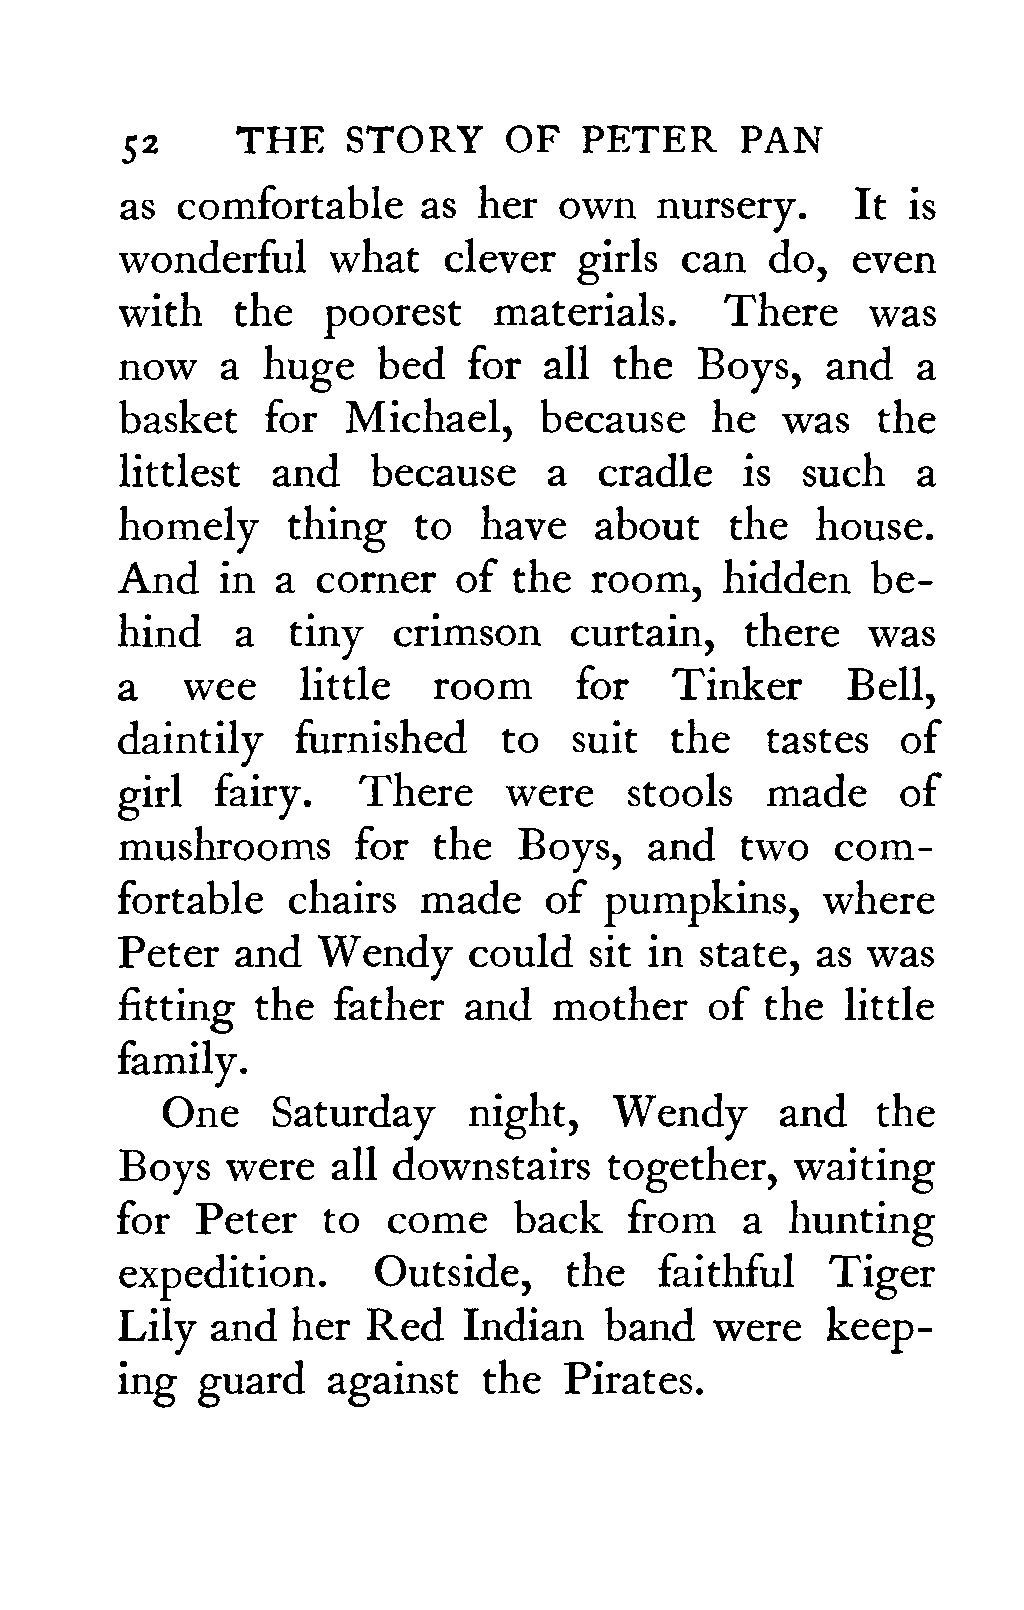 52 THE STORY OF PETER PAN
as comfortable as her own nursery. It is
wonderful what clever girls can do, even
with the poorest materials. There was
now a huge bed for all the Boys, and a
basket for Michael, because he was the
littlest and because a cradle is such a
homely thing to have about the house.
And in a corner of the room, hidden be-
hind a tiny crimson curtain, there was
a wee little room for Tinker Bell,
daintily furnished to suit the tastes of
girl fairy. There were stools made of
mushrooms for the Boys, and two com-
fortable chairs made of pumpkins, where
Peter and Wendy could sit in state, as was
fitting the father and mother of the little
family.
One Saturday night, Wendy and the
Boys were all downstairs together, waiting
for Peter to come back from a hunting
expedition. Outside, the faithful Tiger
Lily and her Red Indian band were keep-
ing guard against the Pirates.